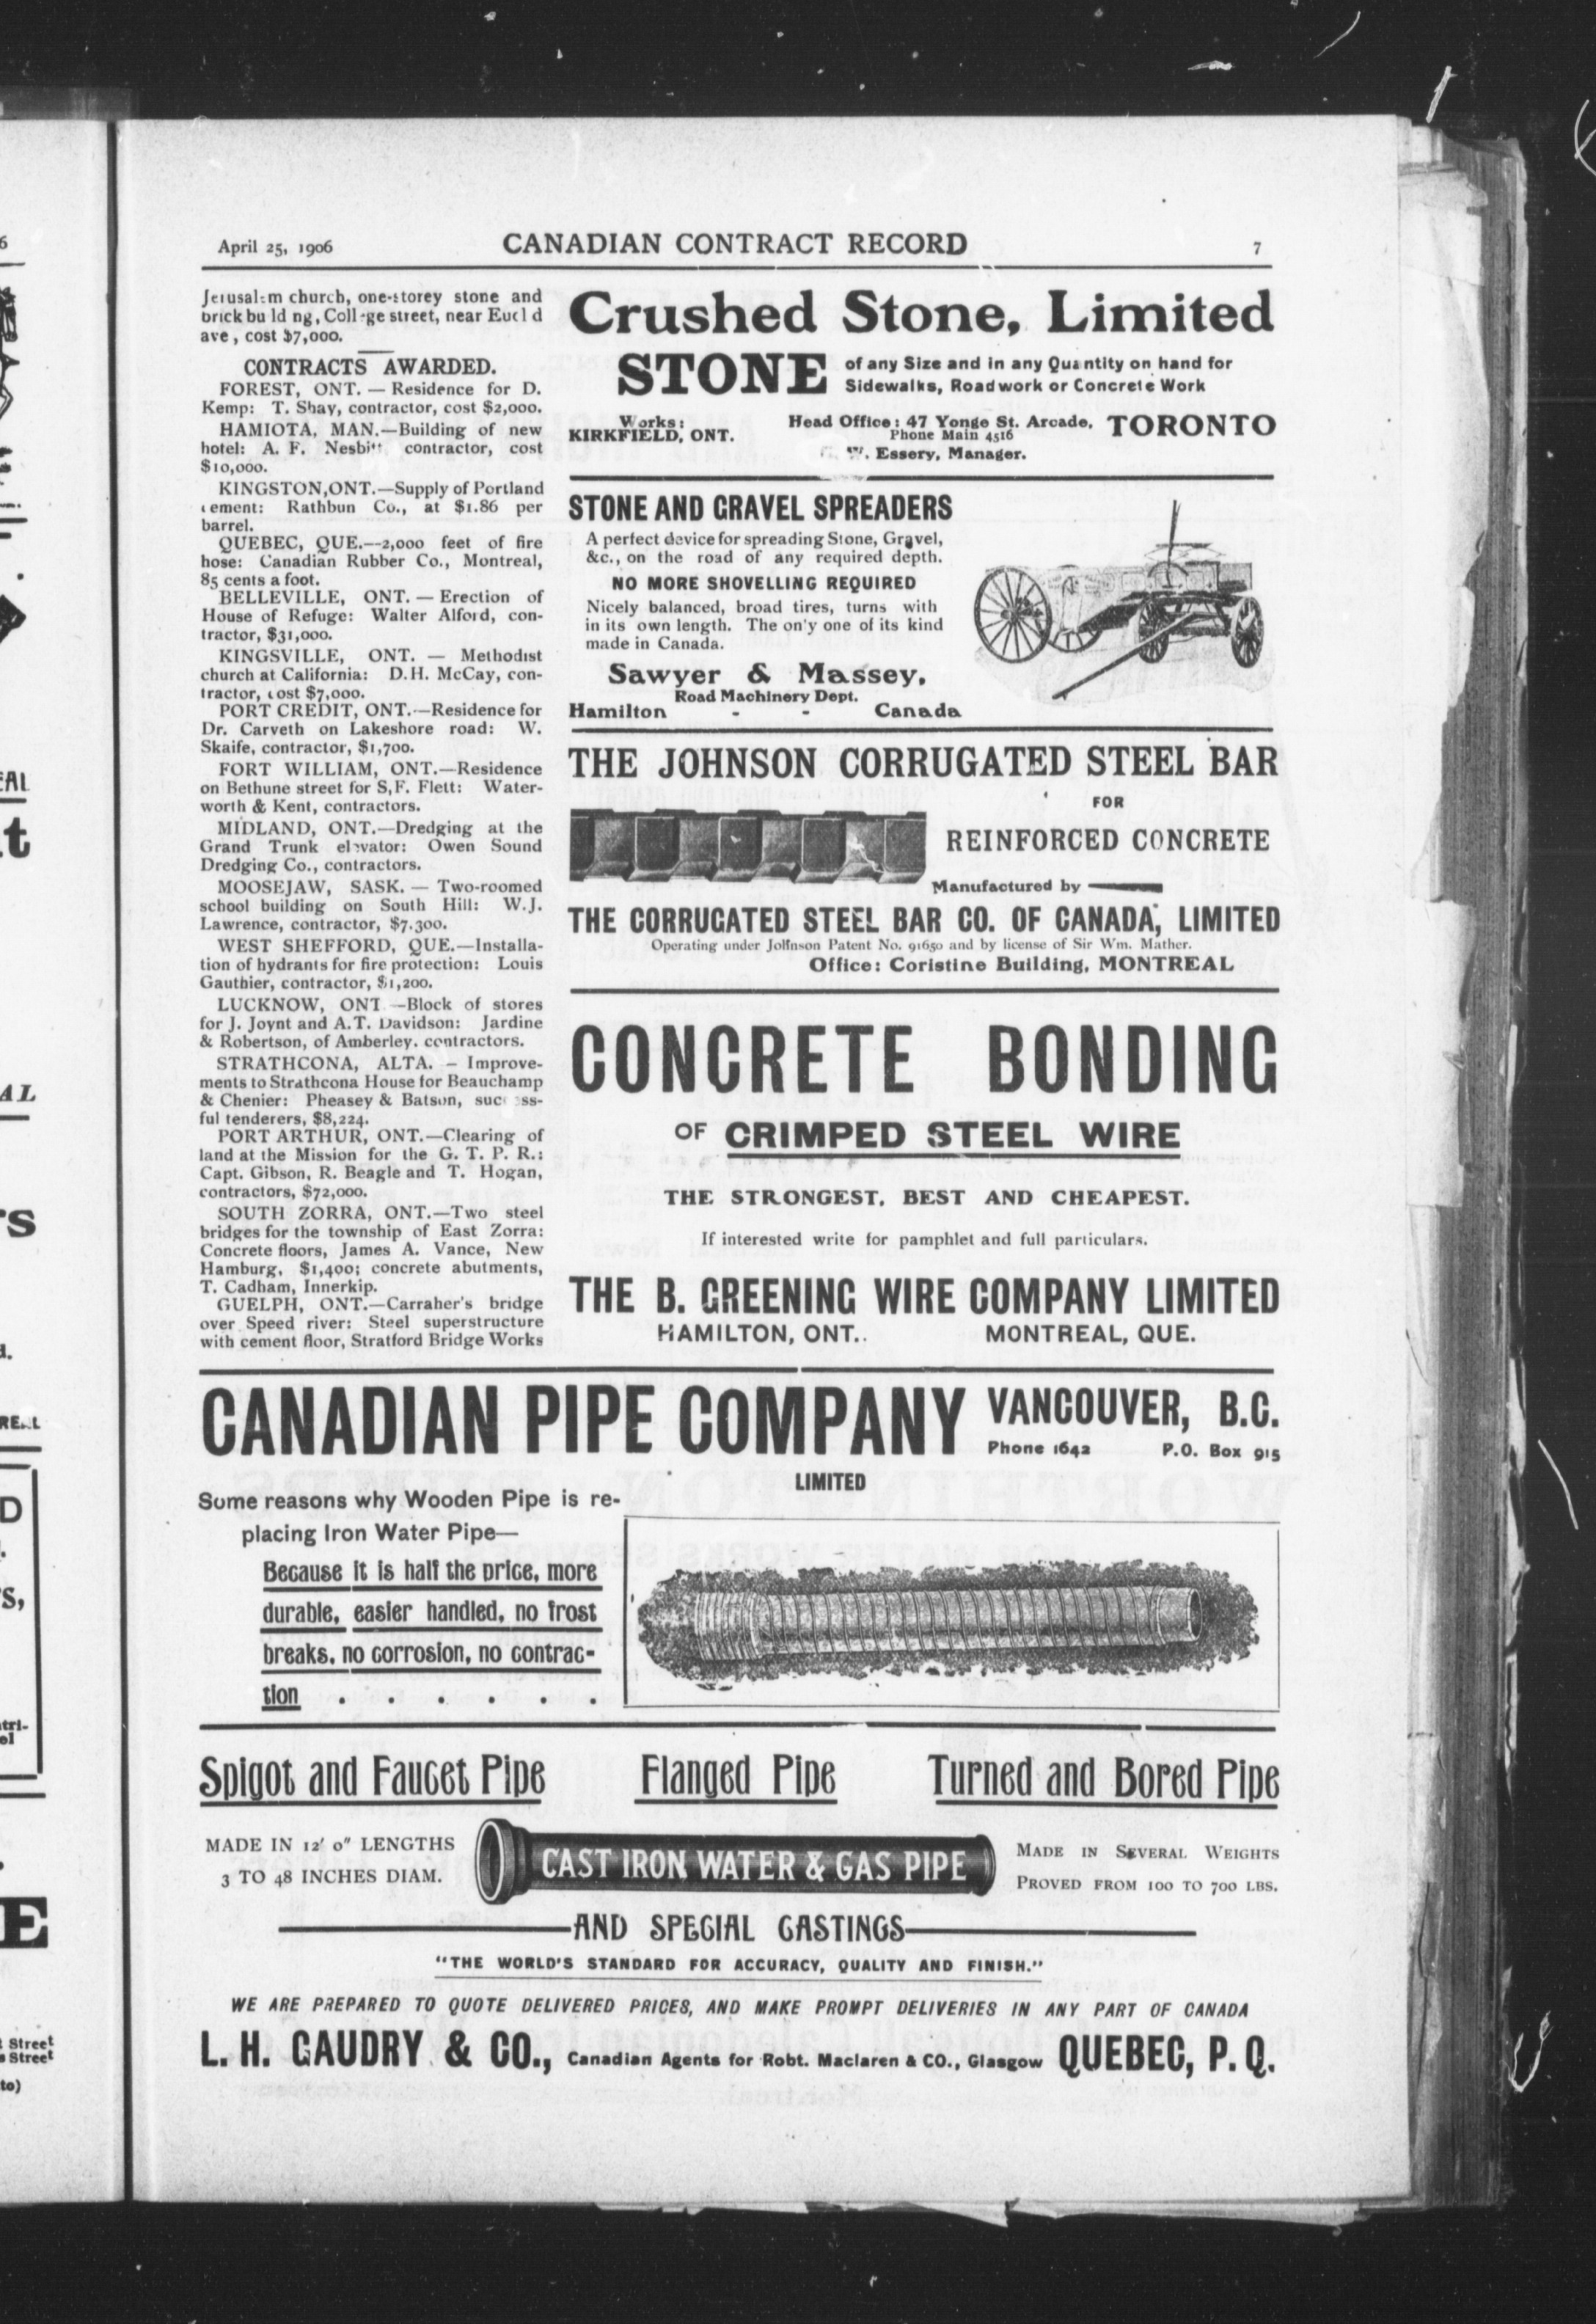 April 25, 1906
CANADIAN CONTRACT RECORD
7
Jerusalem church, one-storey stone and
brick bu ld ng, College street, near Eucl d
ave , cost $7,000.
CONTRACTS AWARDED.
FOREST, ONT. — Residence for D.
Kemp: T. Shay, contractor, cost $2,000.
HAMIOTA, MAN.—Building of new
hotel: A. F. Nesbitt contractor, cost
$10,000.
KINGSTON,ONT.—Supply of Portland
cement: Rathbun Co., at $1.86 per
barrel.
QUEBEC, QUE.--2,000 feet of fire
hose: Canadian Rubber Co., Montreal,
85 cents a foot.
BELLEVILLE, ONT. — Erection of
House of Refuge: Walter Alford, con-
tractor, $31,000.
KINGSVILLE, ONT. — Methodist
church at California: D.H. McCay, con-
tractor, cost $7,000.
PORT CREDIT, ONT.—Residence for
Dr. Carveth on Lakeshore road: W.
Skaife, contractor, $1,700.
FORT WILLIAM, ONT.—Residence
on Bethune street for S,F. Flett: Water-
worth & Kent, contractors.
MIDLAND, ONT.—Dredging at the
Grand Trunk elevator: Owen Sound
Dredging Co., contractors.
MOOSEJAW, SASK. — Two-roomed
school building on South Hill: W.J.
Lawrence, contractor, $7.300.
WEST SHEFFORD, QUE.—Installa-
tion of hydrants for fire protection: Louis
Gauthier, contractor, $1,200.
LUCKNOW, ONT —Block of stores
for J. Joynt and A.T. Davidson: Jardine
& Robertson, of Amberley. contractors.
STRATHCONA, ALTA. — Improve-
ments to Strathcona House for Beauchamp
& Chenier: Pheasey & Batson, success-
ful tenderers, $8,224.
PORT ARTHUR, ONT.—Clearing of
land at the Mission for the G. T. P. R.:
Capt. Gibson, R. Beagle and T. Hogan,
contractors, $72,000.
SOUTH ZORRA, ONT.—Two steel
bridges for the township of East Zorra:
Concrete floors, James A. Vance, New
Hamburg, $1,400; concrete abutments,
T. Cadham, Innerkip.
GUELPH, ONT.—Carraher's bridge
over Speed river: Steel superstructure
with cement floor, Stratford Bridge Works
Crushed Stone, Limited
STONE
of any Size and in any Quantity on hand for
Sidewalks, Roadwork or Concrete Work
Works:
KIRKFIELD, ONT.
Head Office: 47 Yonge St. Arcade, TORONTO
Phone Main 4516
W. Essery, Manager.
STONE AND GRAVEL SPREADERS
A perfect device for spreading Stone, Gravel,
&c., on the road of any required depth.
NO MORE SHOVELLING REQUIRED
Nicely balanced, broad tires, turns with
in its own length. The on'y one of its kind
made in Canada.
Sawyer & Massey,
Road Machinery Dept.
Hamilton - - Canada
THE JOHNSON CORRUGATED STEEL BAR
FOR
REINFORCED CONCRETE
Manufactured by
THE CORRUGATED STEEL BAR CO. OF CANADA, LIMITED
Operating under Johnson Patent No. 91650 and by license of Sir Wm. Mather.
Office: Coristine Building, MONTREAL
CONCRETE BONDING
OF CRIMPED STEEL WIRE
THE STRONGEST, BEST AND CHEAPEST.
If interested write for pamphlet and full particulars.
THE B. GREENING WIRE COMPANY LIMITED
HAMILTON, ONT..
MONTREAL, QUE.
CANADIAN PIPE COMPANY
LIMITED
VANCOUVER, B.C.
Phone 1642
P.O. Box 915
Some reasons why Wooden Pipe is re-
placing Iron Water Pipe—
Because it is half the price, more
durable, easier handled, no frost
breaks, no corrosion, no contrac-
tion . . . . . .
Spigot and Faucet Pipe
Flanged Pipe
Turned and Bored Pipe
MADE IN 12' 0" LENGTHS
3 TO 48 INCHES DIAM.
CAST IRON WATER & GAS PIPE
MADE IN SEVERAL WEIGHTS
PROVED FROM 100 TO 700 LBS.
AND SPECIAL CASTINGS
"THE WORLD'S STANDARD FOR ACCURACY, QUALITY AND FINISH."
WE ARE PREPARED TO QUOTE DELIVERED PRICES, AND MAKE PROMPT DELIVERIES IN ANY PART OF CANADA
L. H. GAUDRY & CO., Canadian Agents for Robt. Maclaren & CO., Glasgow QUEBEC, P. Q.